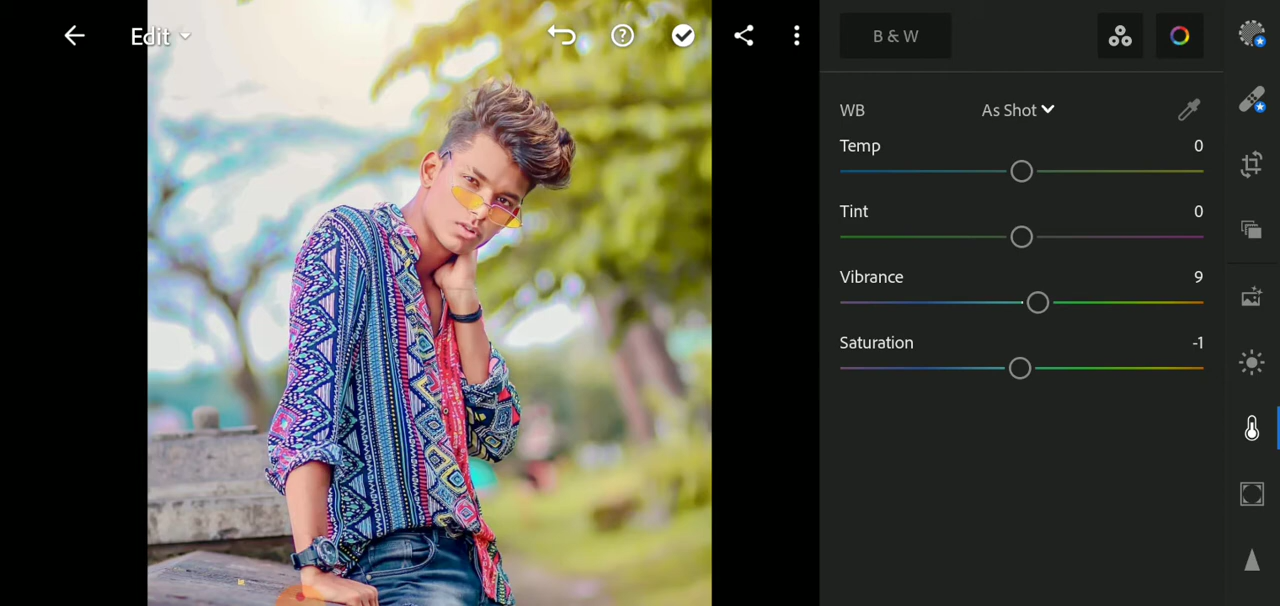 Edit
B & W
WB As Shot
Temp 0
Tint 0
Vibrance 9
Saturation -1